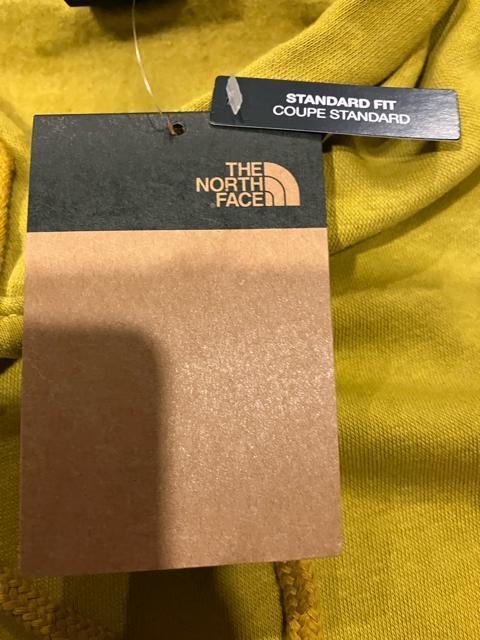 STANDARD FIT
COUPE STANDARD
THE
NORTH
FACE